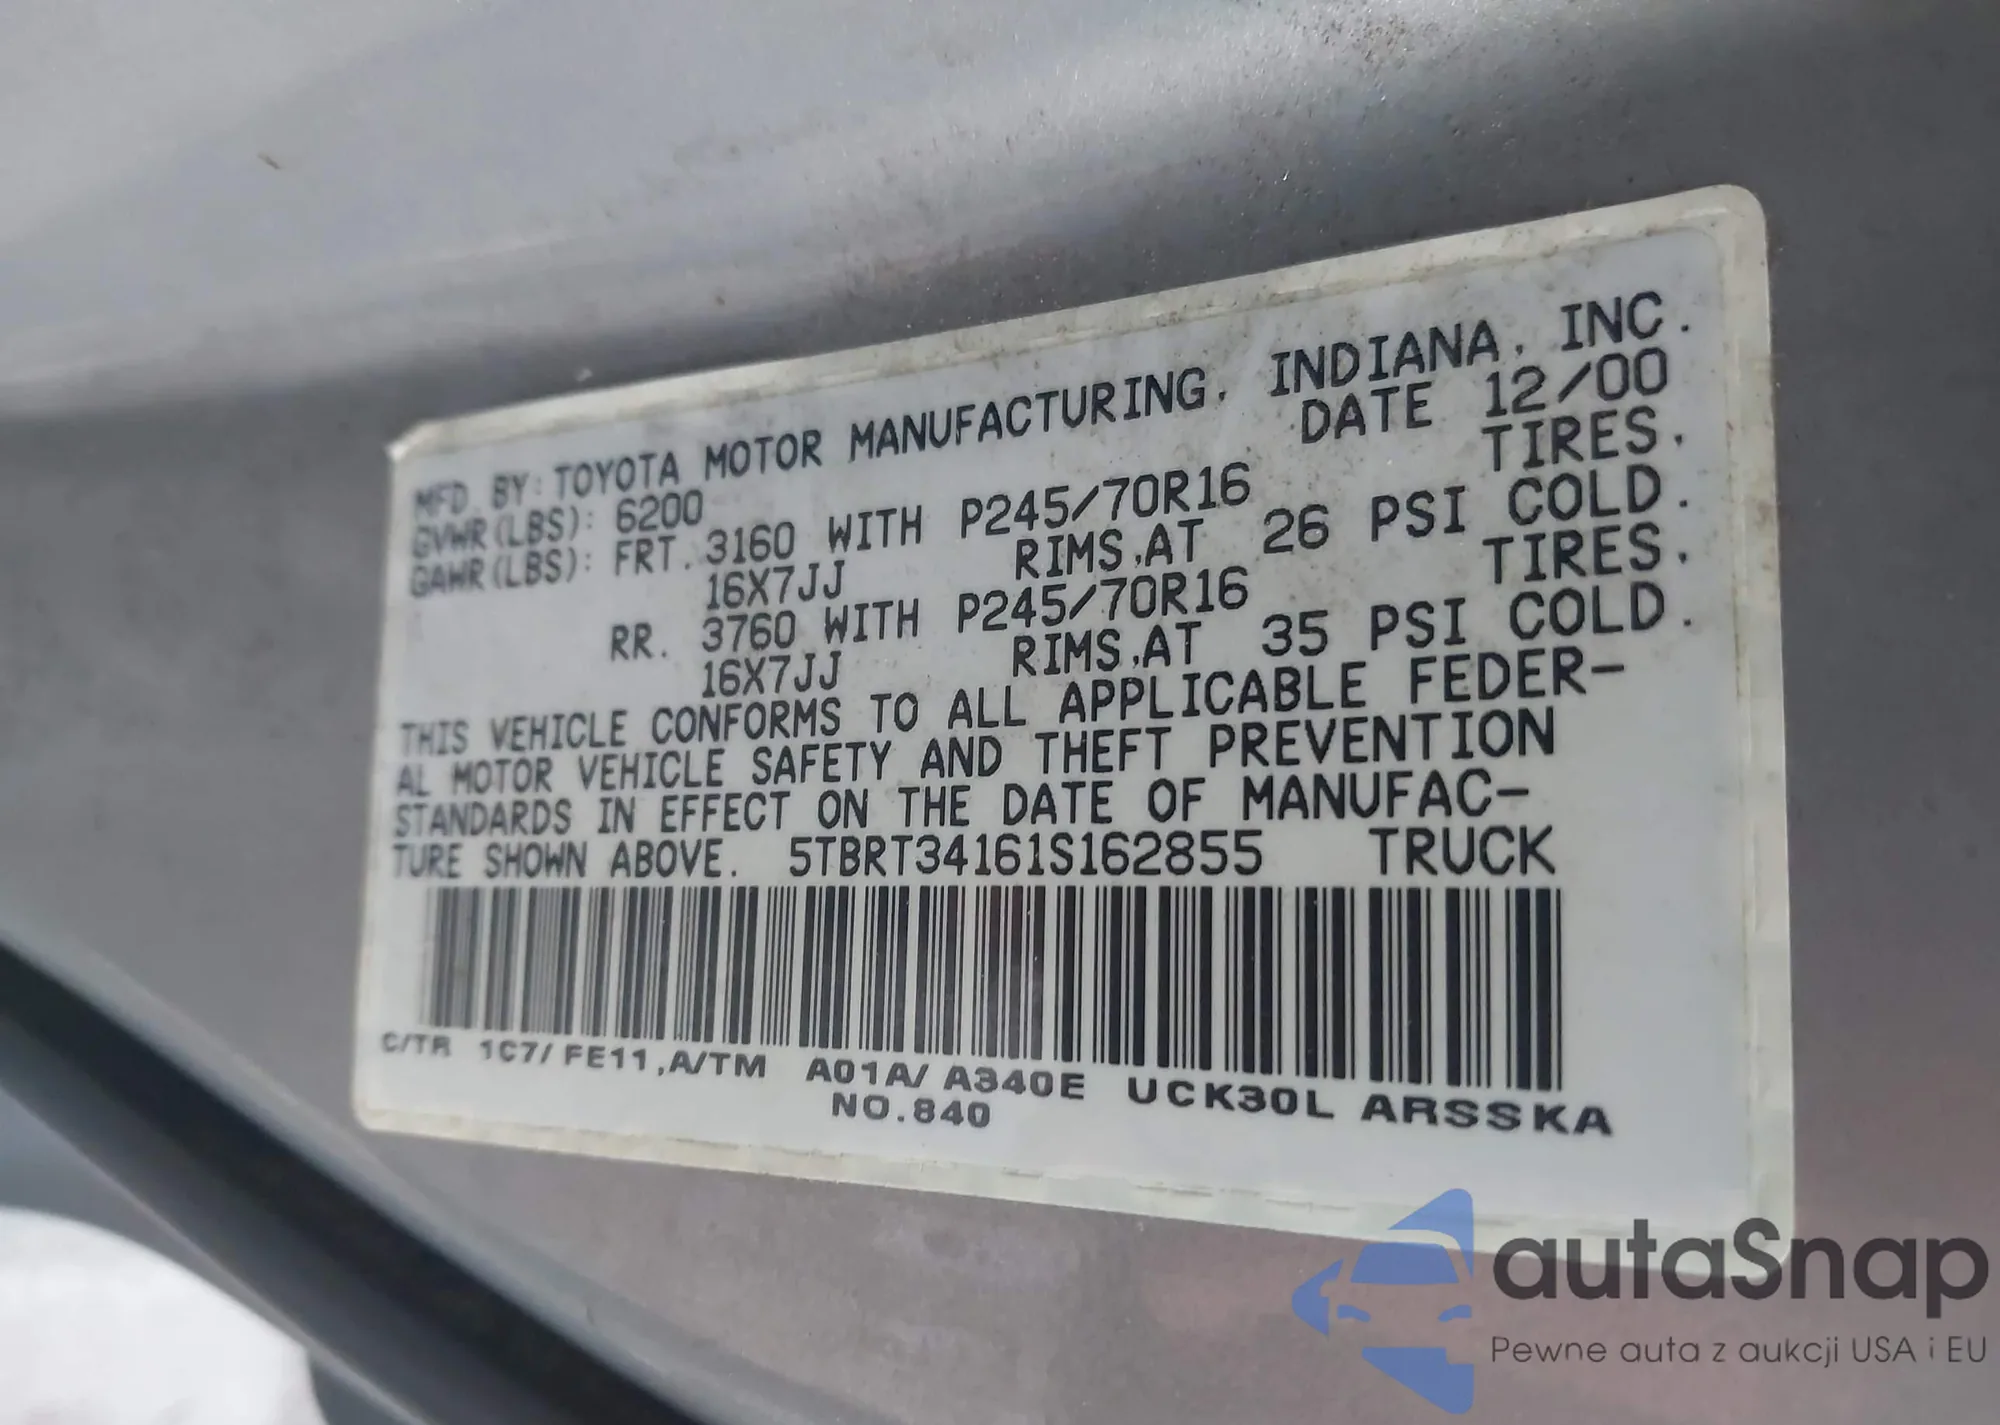 MFD. BY: TOYOTA MOTOR MANUFACTURING, INDIANA, INC.
GVWR(LBS): 6200 DATE 12/00
GAWR(LBS): FRT. 3160 WITH P245/70R16 TIRES.
16X7JJ RIMS,AT 26 PSI COLD.
RR. 3760 WITH P245/70R16 TIRES.
16X7JJ RIMS,AT 35 PSI COLD.
THIS VEHICLE CONFORMS TO ALL APPLICABLE FEDER-
AL MOTOR VEHICLE SAFETY AND THEFT PREVENTION
STANDARDS IN EFFECT ON THE DATE OF MANUFAC-
TURE SHOWN ABOVE. 5TBRT34161S162855 TRUCK
C/TR 1C7/FE11,A/TM A01A/A340E UCK30L ARSSKA
NO.840
autaSnap
Pewne auta z aukcji USA i EU